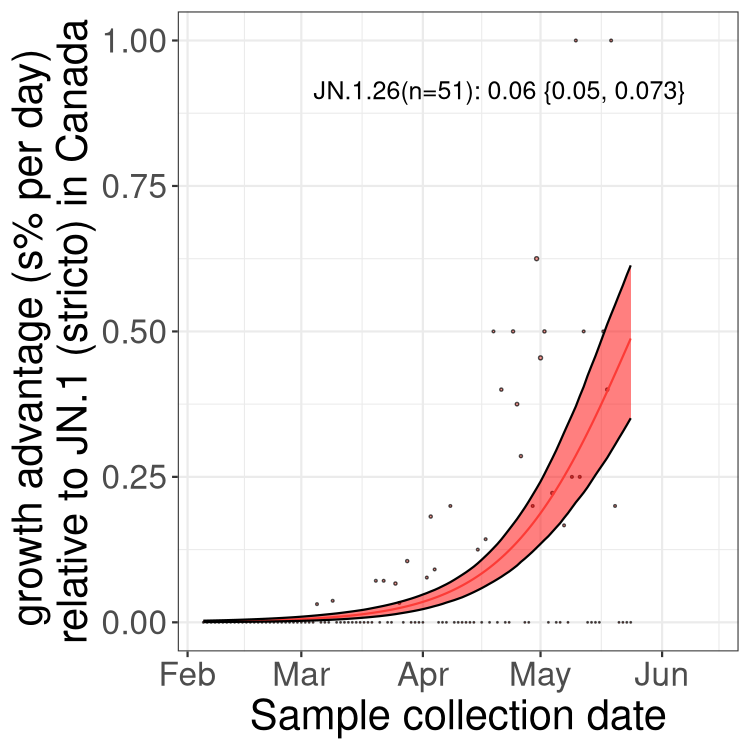 growth advantage (s% per day)
relative to JN.1 (stricto) in Canada
1.00
0.75
0.50
0.25
0.00
JN.1.26(n=51): 0.06 {0.05, 0.073}
Feb Mar Apr May Jun
Sample collection date